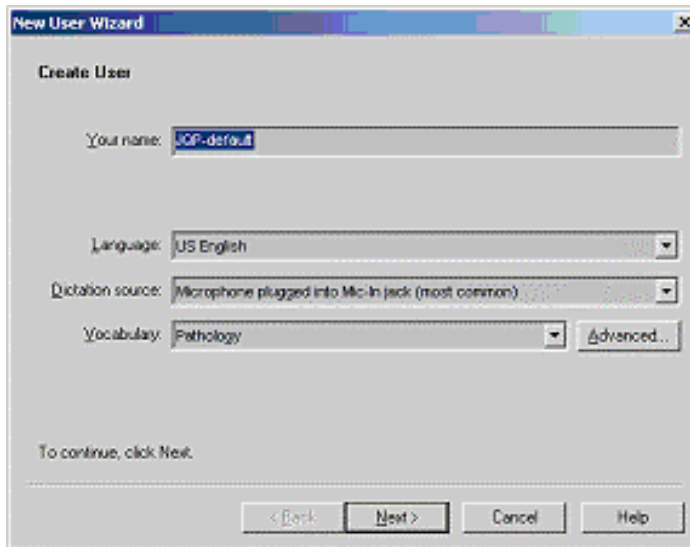 New User Wizard
Create User
Your name: JQP-default
Language: US English
Dictation source: Microphone plugged into Mic-In jack (most common)
Vocabulary: Pathology Advanced...
To continue, click Next.
< Back Next > Cancel Help